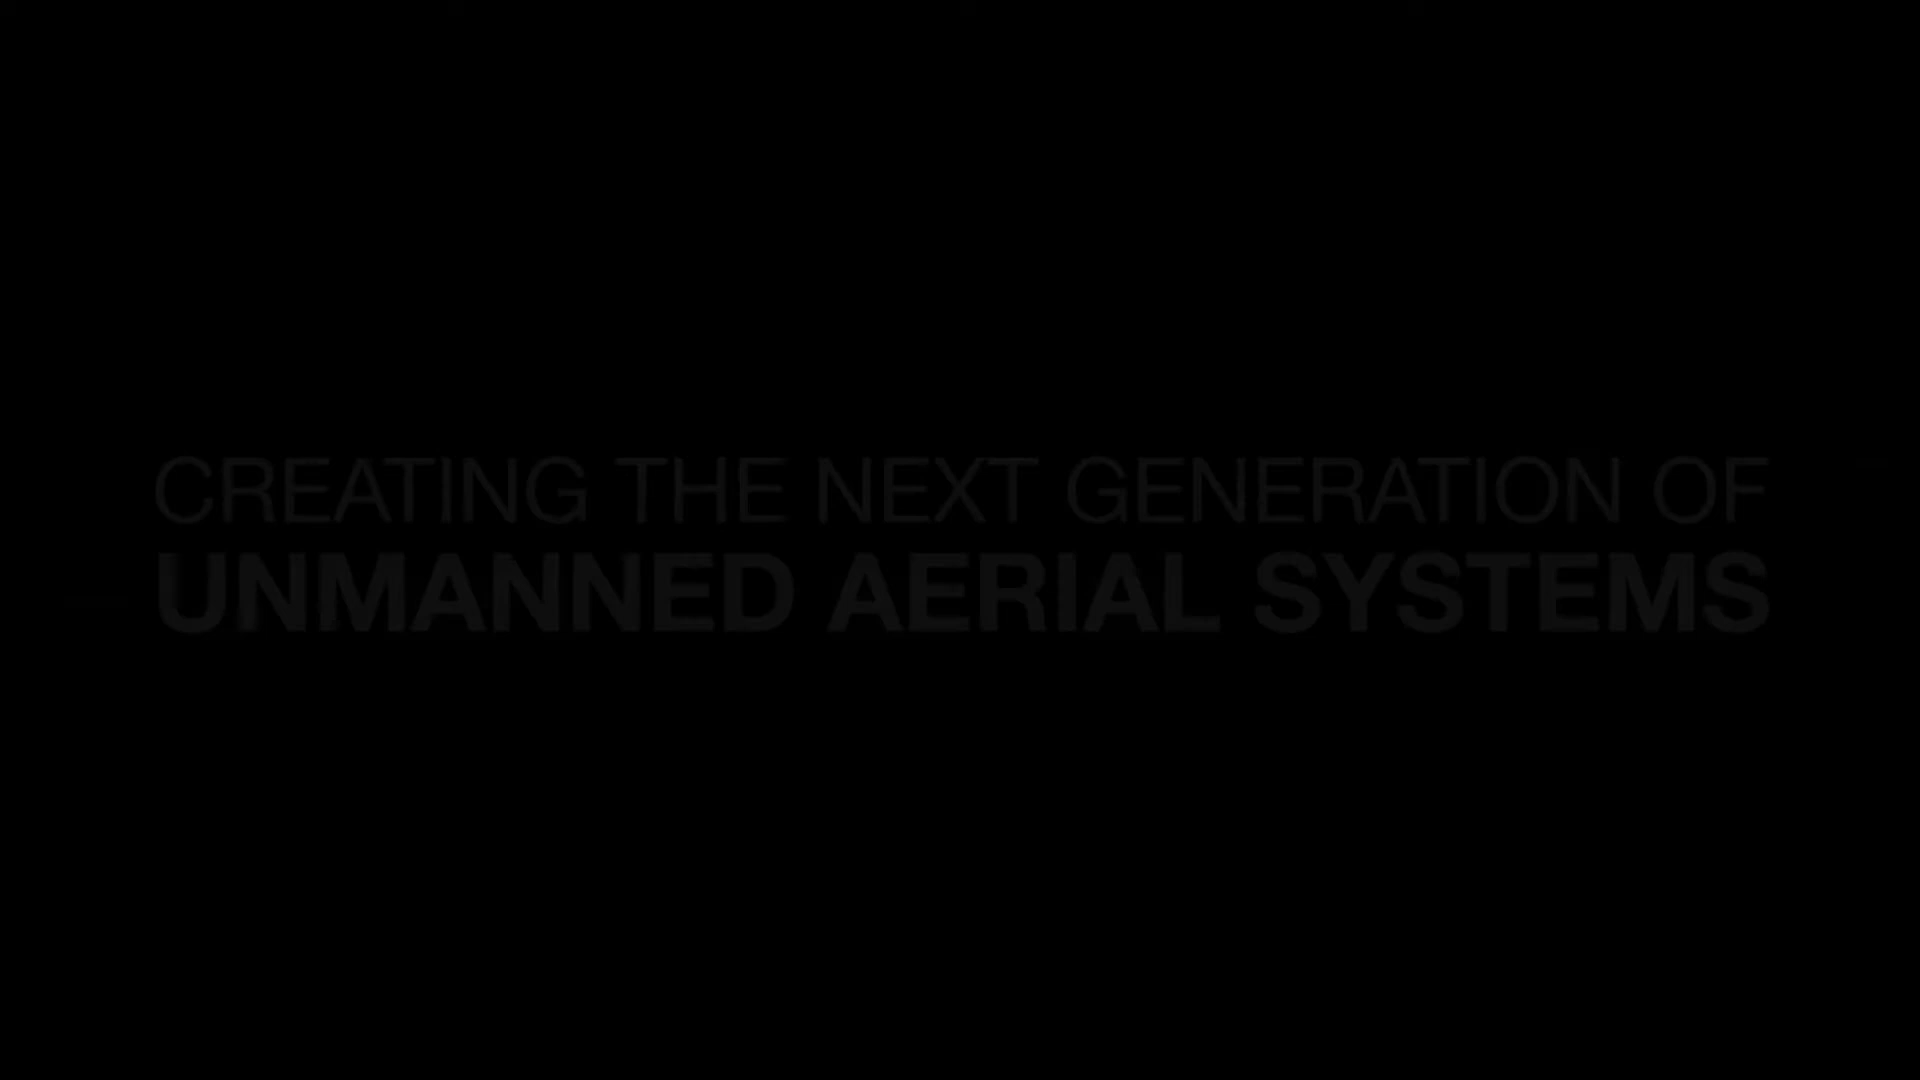 CREATING THE NEXT GENERATION OF
UNMANNED AERIAL SYSTEMS